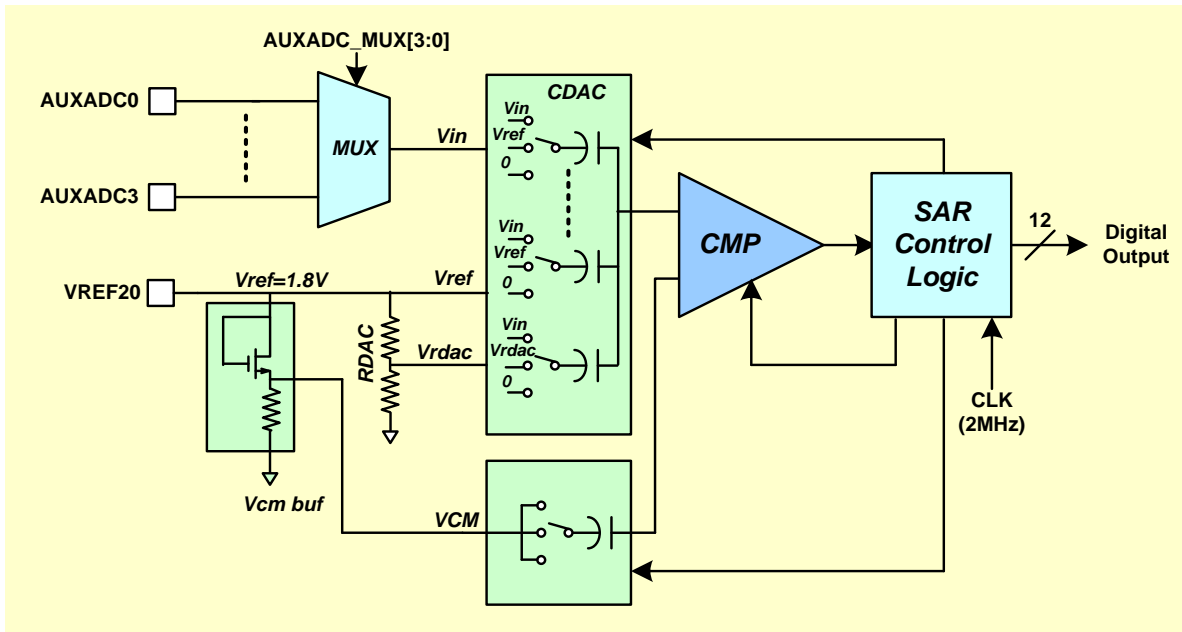 AUXADC_MUX[3:0]
AUXADC0
AUXADC3
MUX
Vin
CDAC
Vin
Vref
0
Vin
Vref
0
Vin
Vrdac
0
CMP
SAR
Control
Logic
12
Digital
Output
VREF20
Vref=1.8V
Vref
RDAC
Vrdac
CLK
(2MHz)
Vcm buf
VCM